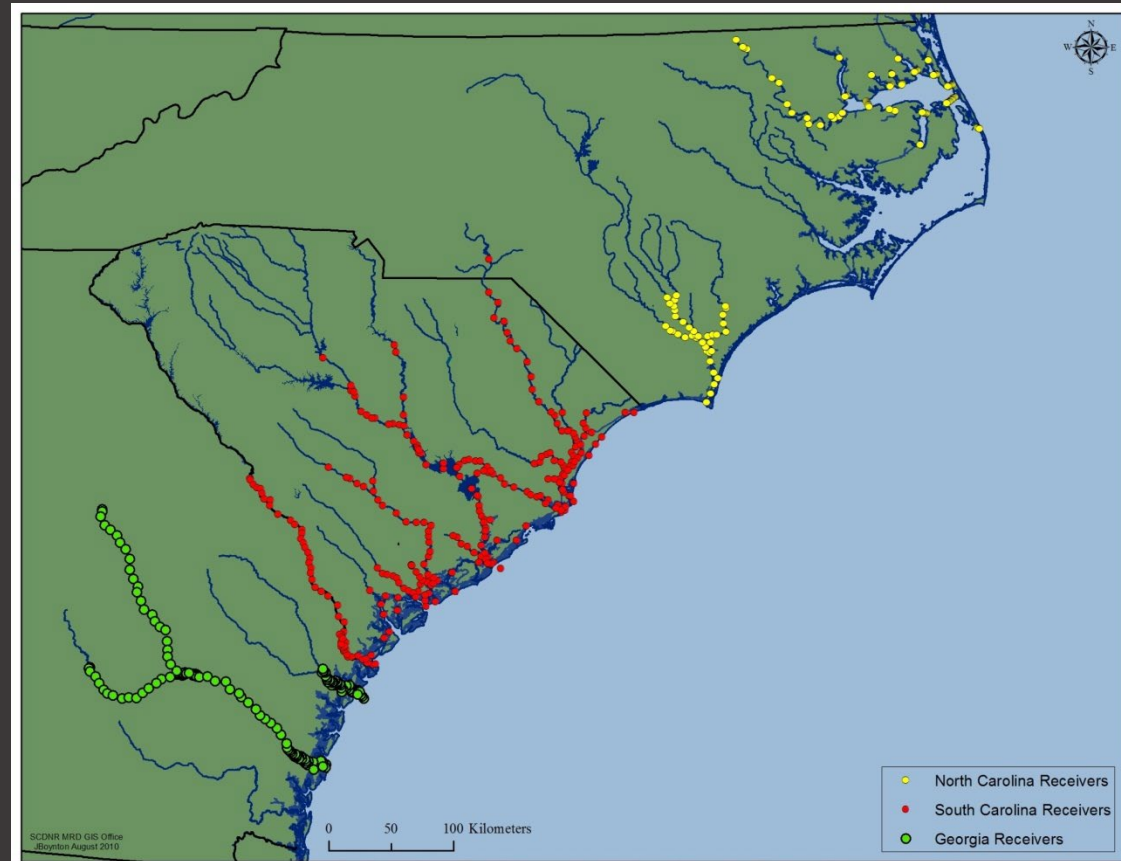 N
W E
S
North Carolina Receivers
South Carolina Receivers
Georgia Receivers
0 50 100 Kilometers
SCDNR MRD GIS Office
JBoynton August 2010